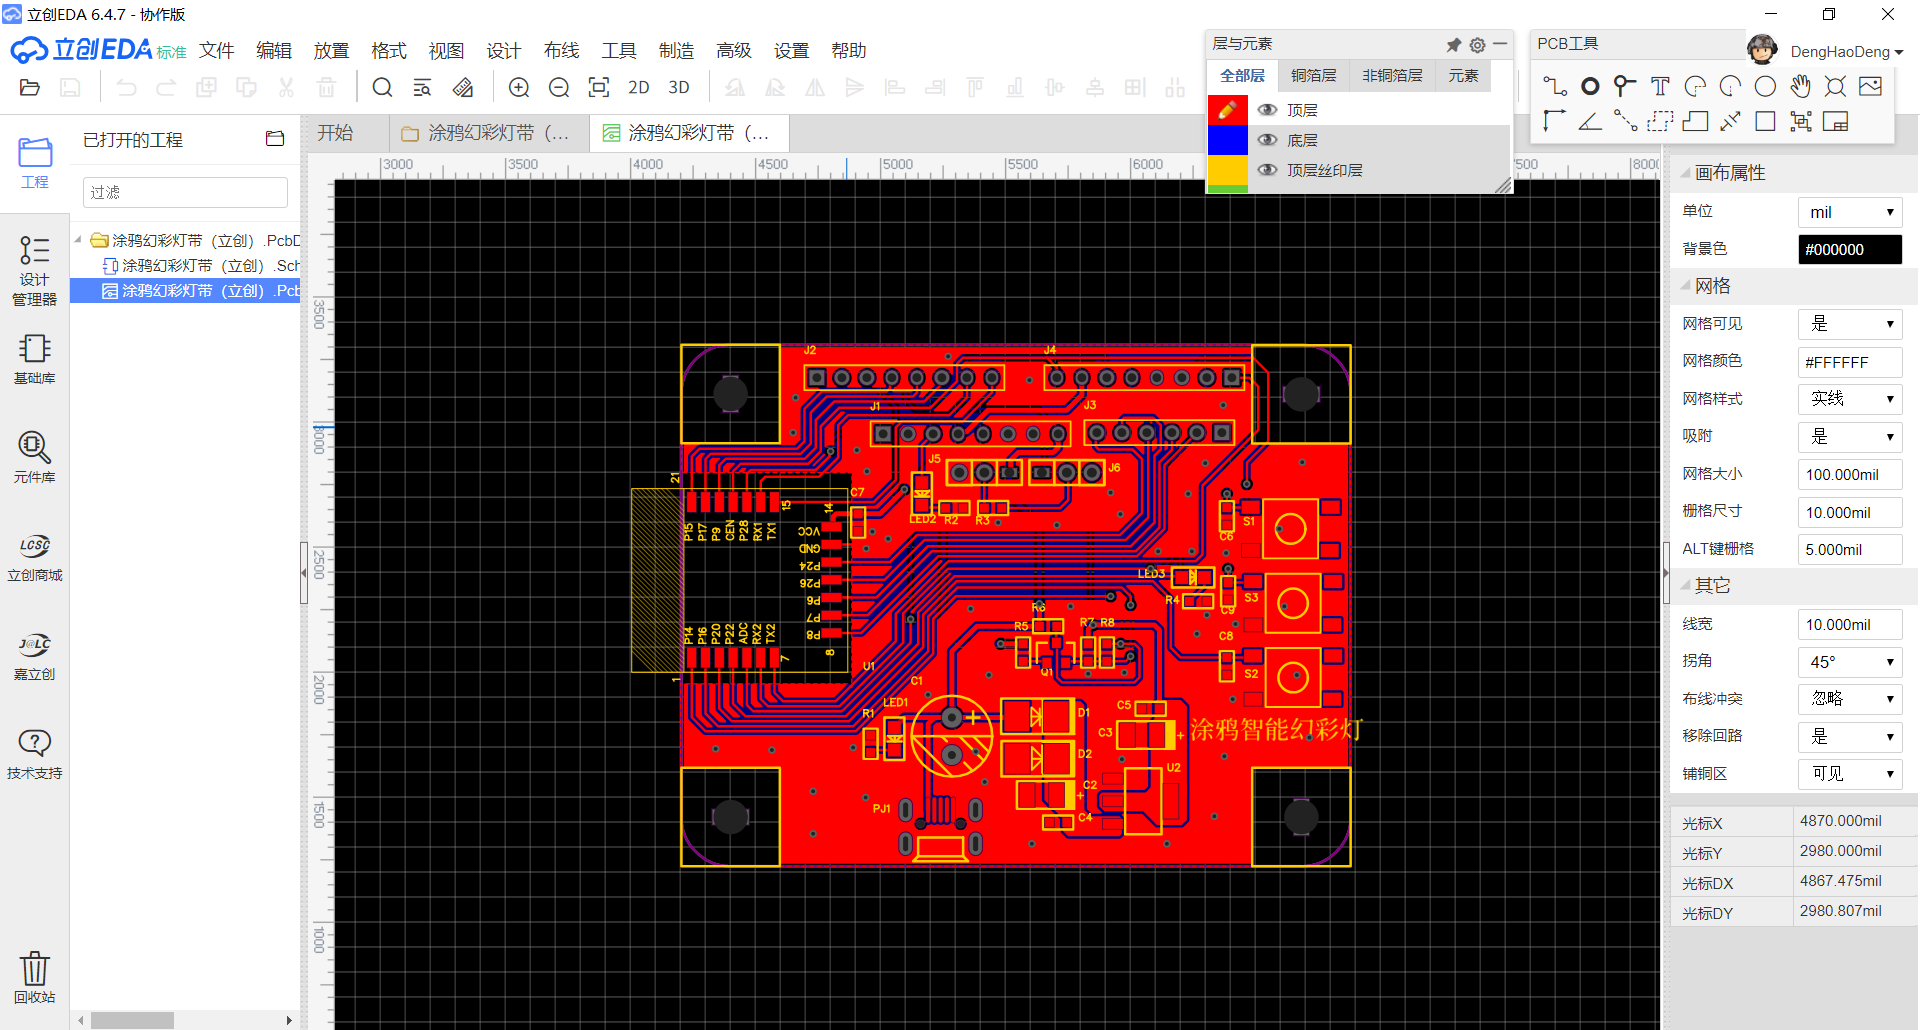 立创EDA 6.4.7 - 协作版
立创EDA 标准 文件 编辑 放置 格式 视图 设计 布线 工具 制造 高级 设置 帮助
DengHaoDeng
2D 3D
层与元素
全部层 铜箔层 非铜箔层 元素
顶层
底层
顶层丝印层
PCB工具
T
工程
设计
管理器
基础库
元件库
LCSC
立创商城
J@LC
嘉立创
技术支持
回收站
已打开的工程
过滤
涂鸦幻彩灯带（立创）.PcbD
涂鸦幻彩灯带（立创）.Sch
涂鸦幻彩灯带（立创）.Pcb
开始 涂鸦幻彩灯带（... 涂鸦幻彩灯带（...
3000 3500 4000 4500 5000 5500 6000 7500 8000
3500
3000
2500
2000
1500
1000
J2 J4
J1 J3
J5 J6
21 15 14 C7
LED2 R2 R3
P15 P17 P9 CEN P28 RX1 TX1
VCC
GND
P24
P26
P6
P7
P8
P14 P16 P20 P22 ADC RX2 TX2
1 7 8
U1
S1
C6
LED3
R4
C9
S3
R6
R5 R7 R8
Q1
C8
S2
C1
LED1
R1
D1
C5
C3
+ 涂鸦智能幻彩灯
D2
U2
C2
+
C4
PJ1
画布属性
单位 mil
背景色 #000000
网格
网格可见 是
网格颜色 #FFFFFF
网格样式 实线
吸附 是
网格大小 100.000mil
栅格尺寸 10.000mil
ALT键栅格 5.000mil
其它
线宽 10.000mil
拐角 45°
布线冲突 忽略
移除回路 是
铺铜区 可见
光标X 4870.000mil
光标Y 2980.000mil
光标DX 4867.475mil
光标DY 2980.807mil